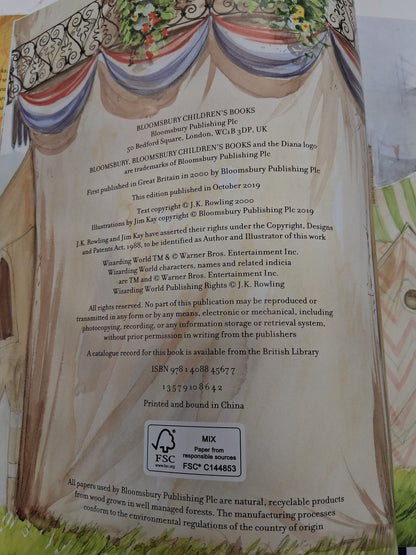 BLOOMSBURY CHILDREN'S BOOKS
Bloomsbury Publishing Plc
50 Bedford Square, London, WC1B 3DP, UK
BLOOMSBURY, BLOOMSBURY CHILDREN'S BOOKS and the Diana logo
are trademarks of Bloomsbury Publishing Plc
First published in Great Britain in 2000 by Bloomsbury Publishing Plc
This edition published in October 2019
Text copyright © J.K. Rowling 2000
Illustrations by Jim Kay copyright © Bloomsbury Publishing Plc 2019
J.K. Rowling and Jim Kay have asserted their rights under the Copyright, Designs
and Patents Act, 1988, to be identified as Author and Illustrator of this work
Wizarding World TM & © Warner Bros. Entertainment Inc.
Wizarding World characters, names and related indicia
are TM and © Warner Bros. Entertainment Inc.
Wizarding World Publishing Rights © J.K. Rowling
All rights reserved. No part of this publication may be reproduced or
transmitted in any form or by any means, electronic or mechanical, including
photocopying, recording, or any information storage or retrieval system,
without prior permission in writing from the publishers
A catalogue record for this book is available from the British Library
ISBN 978 1 4088 4567 7
1 3 5 7 9 10 8 6 4 2
Printed and bound in China
FSC
www.fsc.org
MIX
Paper from
responsible sources
FSC® C144853
All papers used by Bloomsbury Publishing Plc are natural, recyclable products
from wood grown in well managed forests. The manufacturing processes
conform to the environmental regulations of the country of origin